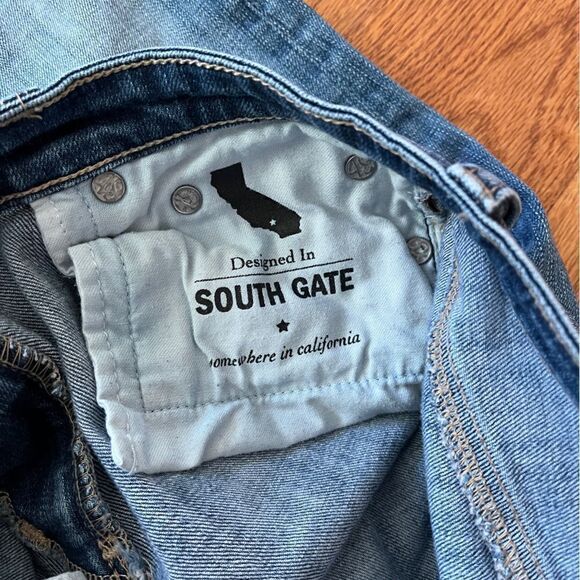 Designed In
SOUTH GATE
somewhere in california